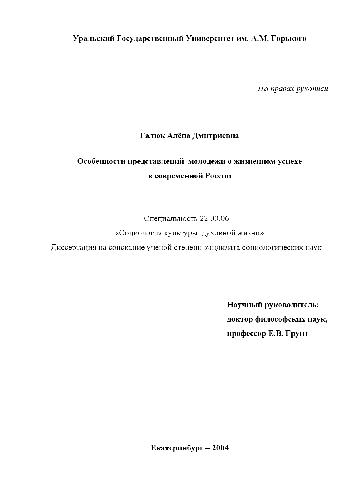 Уральский Государственный Университет им. А.М. Горького
На правах рукописи
Галюк Алёна Дмитриевна
Особенности представлений молодежи о жизненном успехе
в современной России
Специальность 22.00.06
«Социология культуры, духовной жизни»
Диссертация на соискание ученой степени кандидата социологических наук
Научный руководитель:
доктор философских наук,
профессор Е.В. Грунт
Екатеринбург – 2004